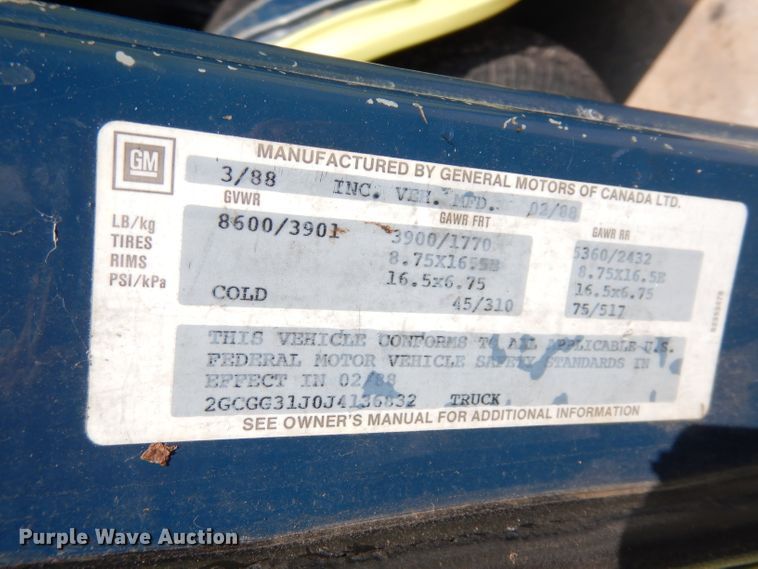 GM
MANUFACTURED BY GENERAL MOTORS OF CANADA LTD.
3/88 INC. VEH. MFD. 02/88
GVWR GAWR FRT GAWR RR
LB/kg 8600/3901 3900/1770 5360/2432
TIRES 8.75X16.5E 8.75X16.5E
RIMS 16.5x6.75 16.5x6.75
PSI/kPa COLD 45/310 75/517
THIS VEHICLE CONFORMS TO ALL APPLICABLE U.S.
FEDERAL MOTOR VEHICLE SAFETY STANDARDS IN
EFFECT IN 02/88
2GCGG31J0J4136832 TRUCK
SEE OWNER'S MANUAL FOR ADDITIONAL INFORMATION
Purple Wave Auction